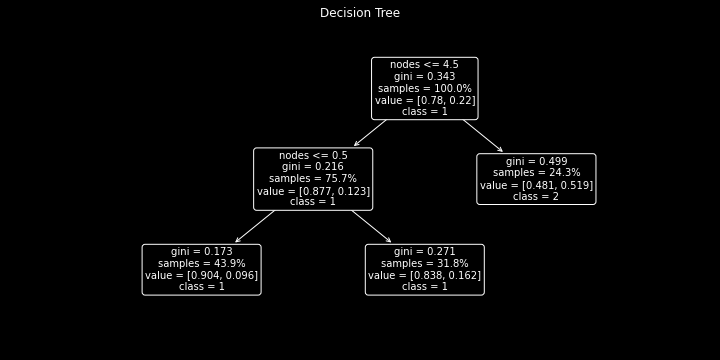 Decision Tree
nodes <= 4.5
gini = 0.343
samples = 100.0%
value = [0.78, 0.22]
class = 1
nodes <= 0.5
gini = 0.216
samples = 75.7%
value = [0.877, 0.123]
class = 1
gini = 0.499
samples = 24.3%
value = [0.481, 0.519]
class = 2
gini = 0.173
samples = 43.9%
value = [0.904, 0.096]
class = 1
gini = 0.271
samples = 31.8%
value = [0.838, 0.162]
class = 1